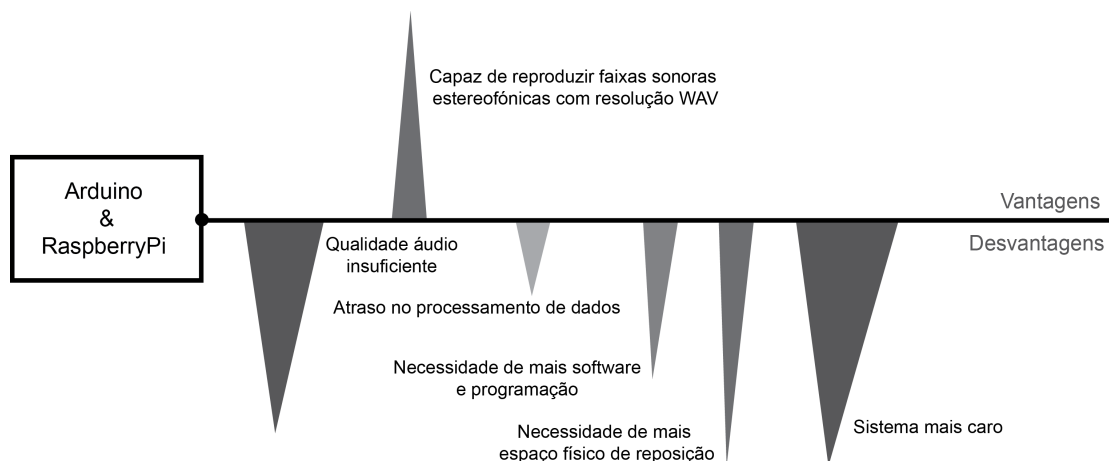 Capaz de reproduzir faixas sonoras
estereofónicas com resolução WAV
Arduino
&
RaspberryPi
Vantagens
Desvantagens
Qualidade áudio
insuficiente
Atraso no processamento de dados
Necessidade de mais software
e programação
Necessidade de mais
espaço físico de reposição
Sistema mais caro